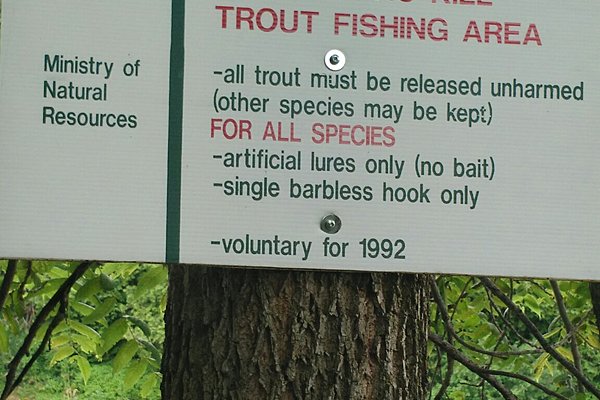 Ministry of
Natural
Resources
KILL
TROUT FISHING AREA
-all trout must be released unharmed
(other species may be kept)
FOR ALL SPECIES
-artificial lures only (no bait)
-single barbless hook only
-voluntary for 1992